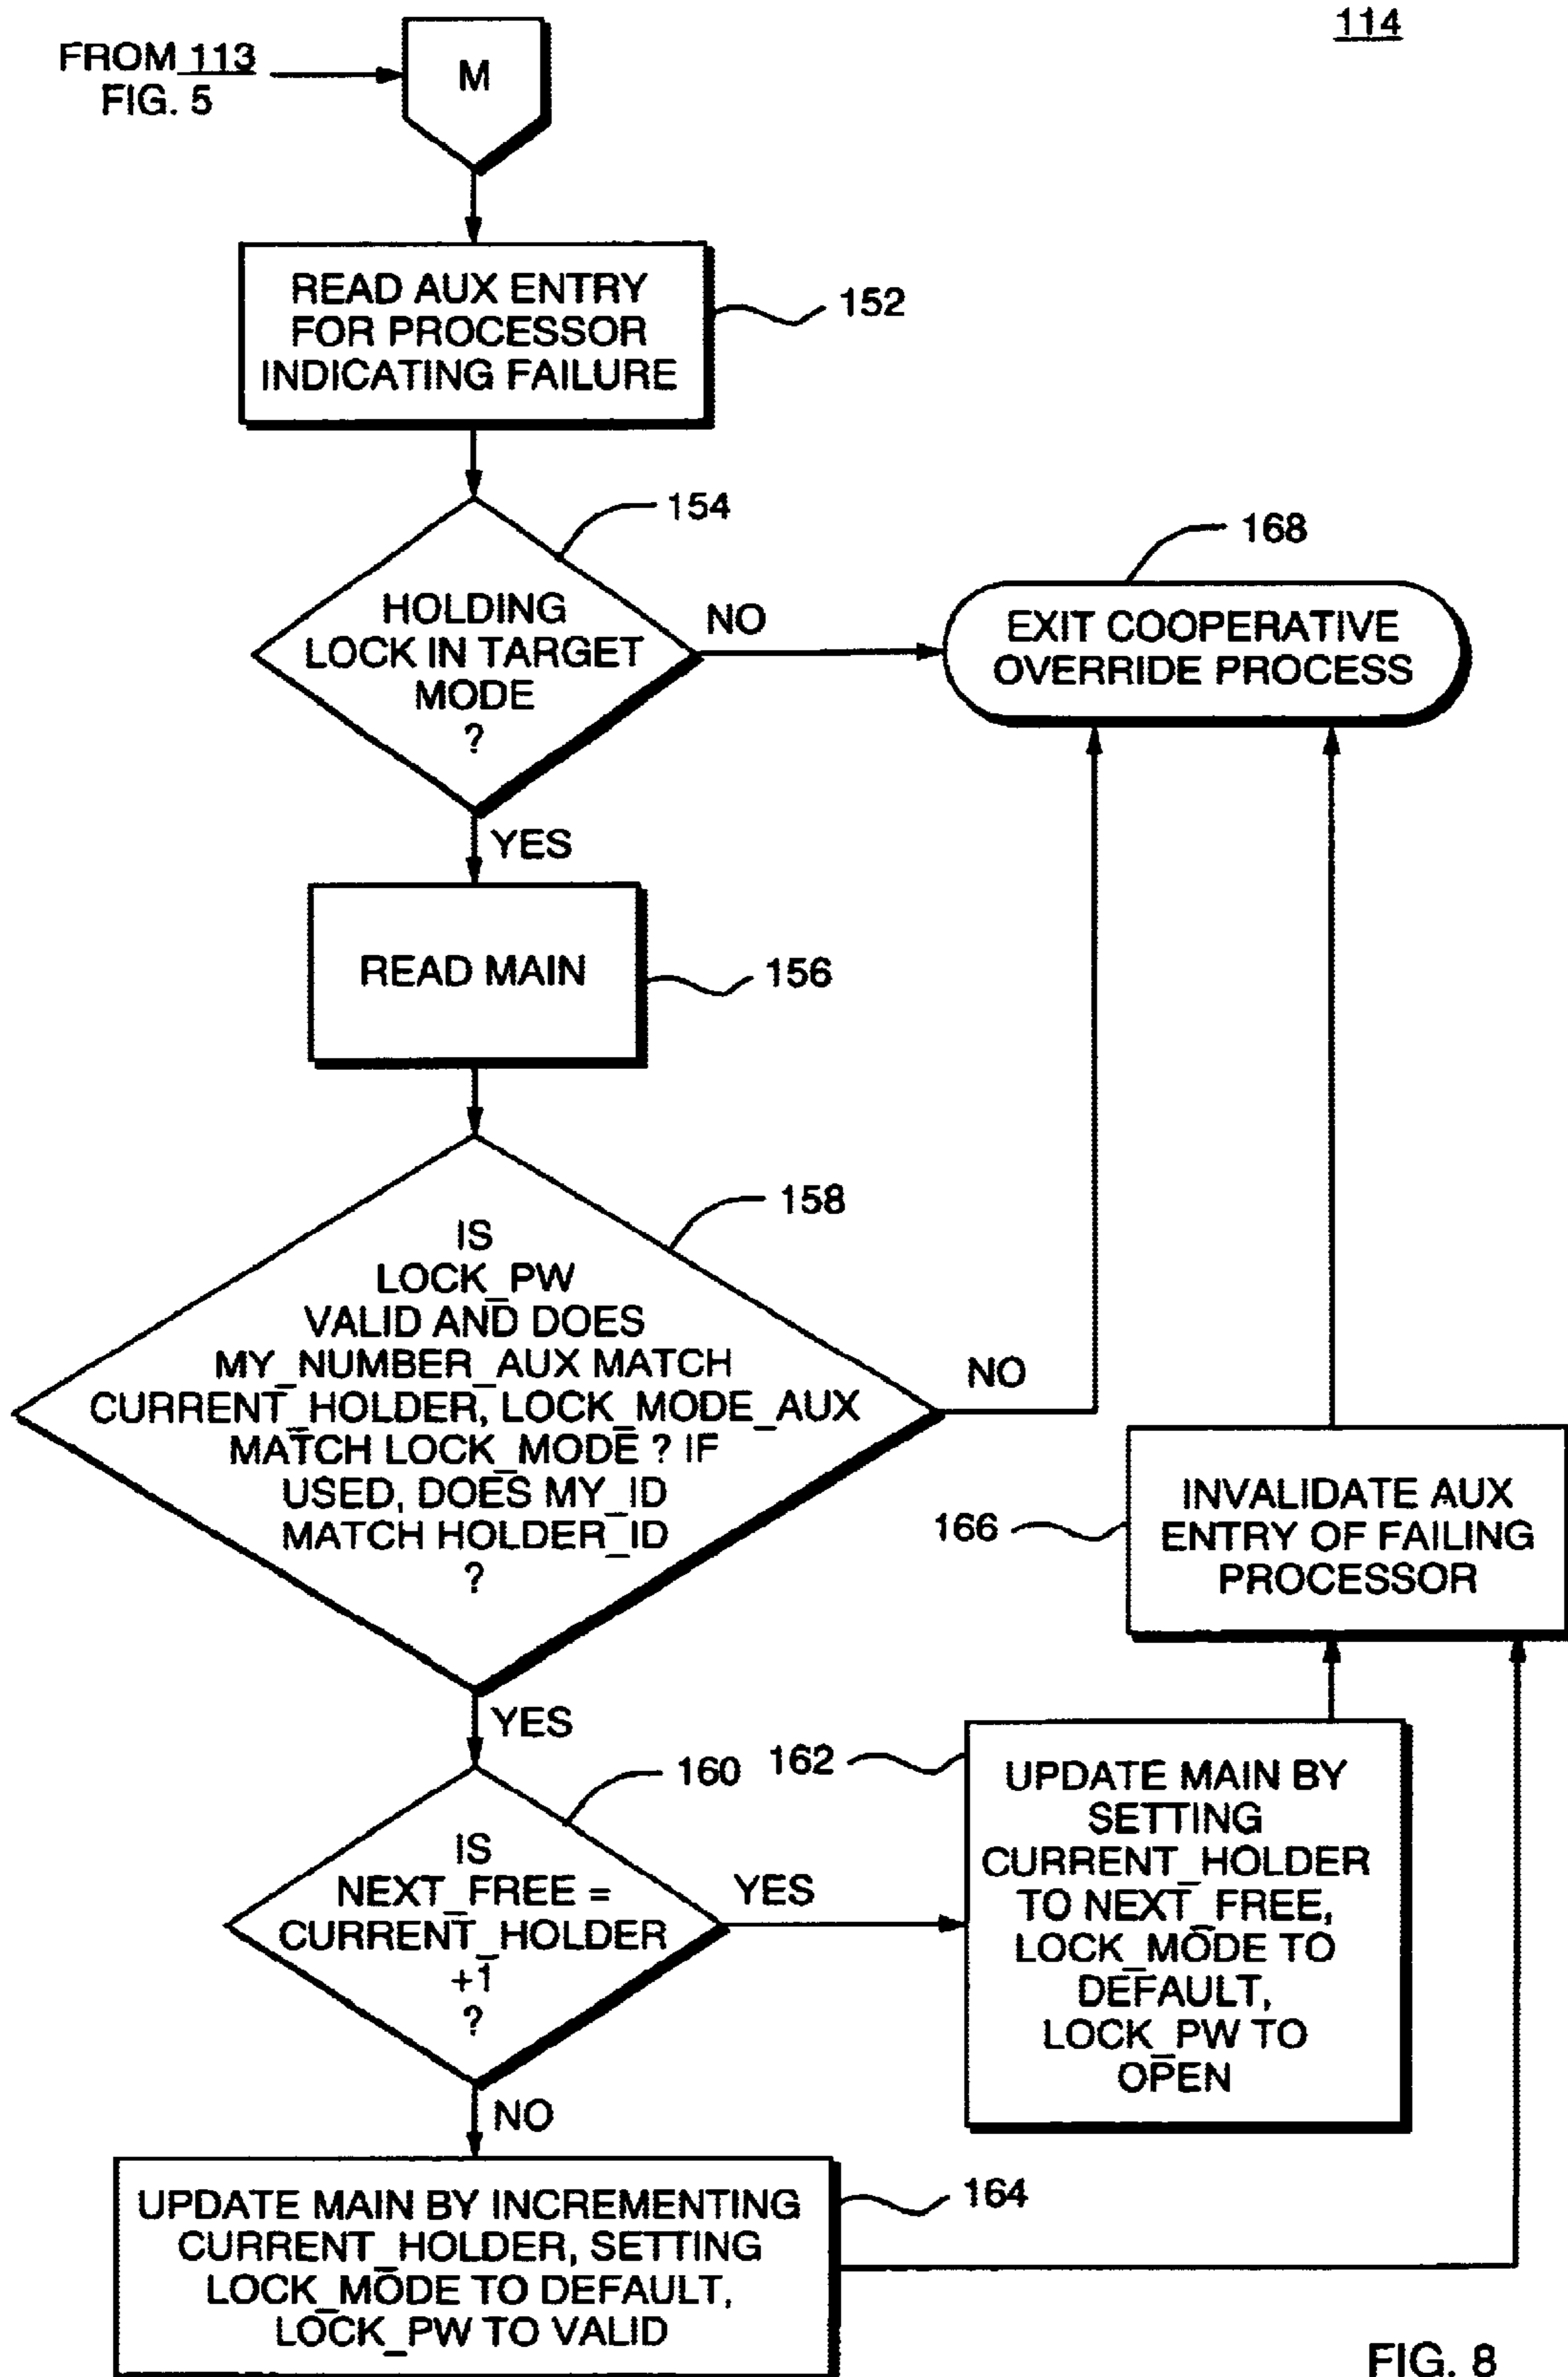 114
FROM 113
FIG. 5
M
READ AUX ENTRY
FOR PROCESSOR
INDICATING FAILURE
152
154
HOLDING
LOCK IN TARGET
MODE
?
NO
168
EXIT COOPERATIVE
OVERRIDE PROCESS
YES
READ MAIN
156
158
IS
LOCK_PW
VALID AND DOES
MY_NUMBER_AUX MATCH
CURRENT_HOLDER, LOCK_MODE_AUX
MATCH LOCK_MODE ? IF
USED, DOES MY_ID
MATCH HOLDER_ID
?
NO
166
INVALIDATE AUX
ENTRY OF FAILING
PROCESSOR
YES
160
IS
NEXT_FREE =
CURRENT_HOLDER
+1
?
YES
162
UPDATE MAIN BY
SETTING
CURRENT_HOLDER
TO NEXT_FREE,
LOCK_MODE TO
DEFAULT,
LOCK_PW TO
OPEN
NO
UPDATE MAIN BY INCREMENTING
CURRENT_HOLDER, SETTING
LOCK_MODE TO DEFAULT,
LOCK_PW TO VALID
164
FIG. 8